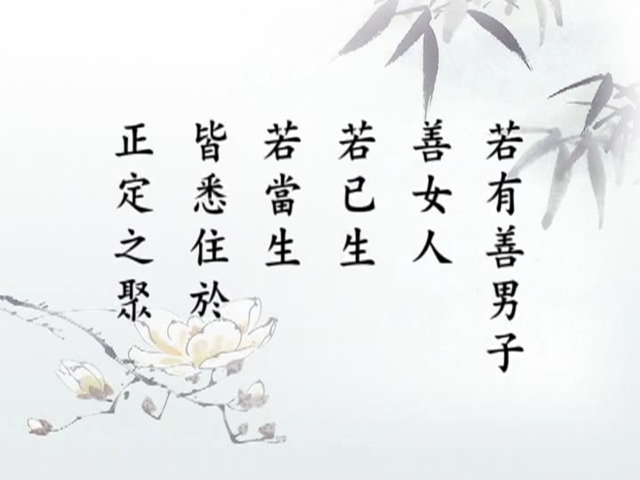 若有善男子
善女人
若已生
若當生
皆悉住於
正定之聚